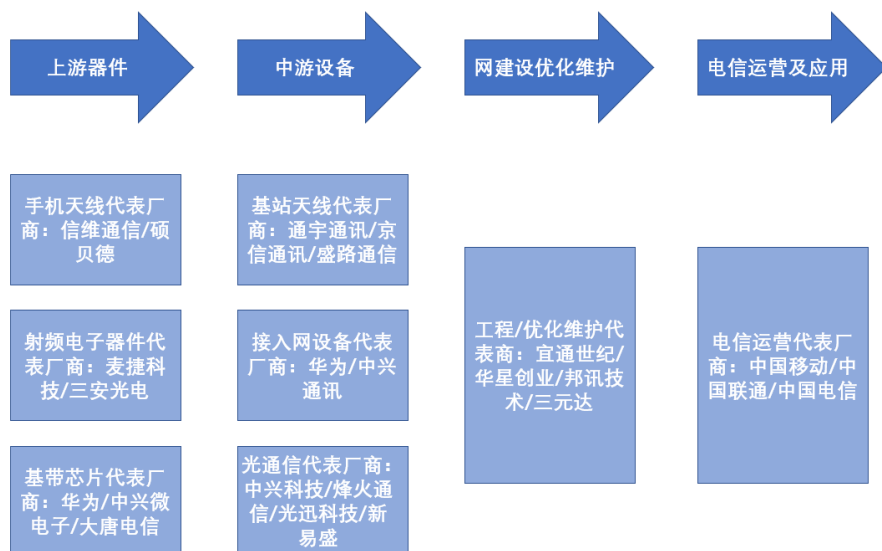 上游器件
中游设备
网建设优化维护
电信运营及应用
手机天线代表厂
商：信维通信/硕
贝德
射频电子器件代
表厂商：麦捷科
技/三安光电
基带芯片代表厂
商：华为/中兴微
电子/大唐电信
基站天线代表厂
商：通宇通讯/京
信通讯/盛路通信
接入网设备代表
厂商：华为/中兴
通讯
光通信代表厂商：
中兴科技/烽火通
信/光迅科技/新
易盛
工程/优化维护代
表商：宜通世纪/
华星创业/邦讯技
术/三元达
电信运营代表厂
商：中国移动/中
国联通/中国电信